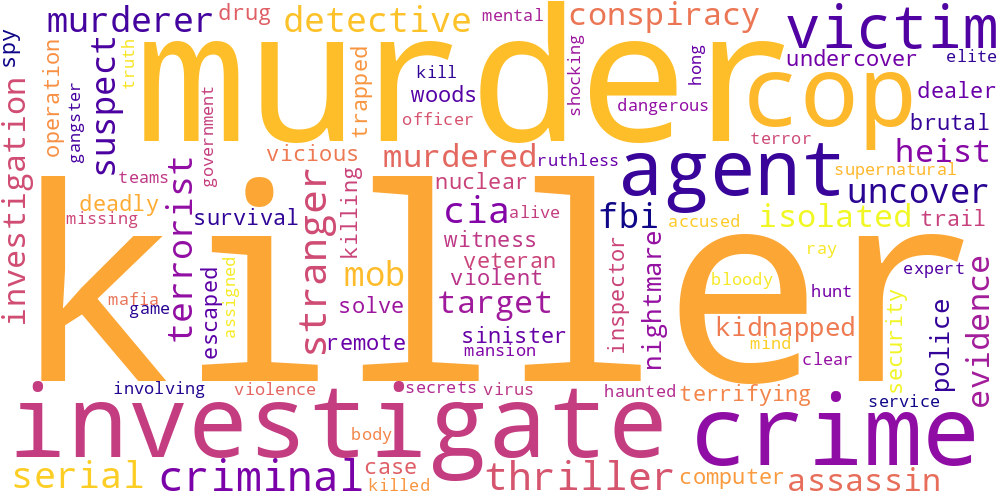 murderer
drug
detective
mental
conspiracy
victim
spy
murder
truth
shocking
hong
undercover
elite
suspect
operation
gangster
trapped
kill
woods
officer
dangerous
cop
dealer
brutal
terror
heist
investigation
government
teams
vicious
murdered
ruthless
agent
supernatural
uncover
deadly
missing
terrorist
survival
stranger
killing
nuclear
cia
alive
fbi
accused
isolated
trail
witness
veteran
violent
mob
killer
ray
expert
escaped
assigned
mafia
game
solve
target
inspector
nightmare
bloody
hunt
kidnapped
security
police
evidence
remote
sinister
mansion
mind
clear
involving
violence
secrets
virus
haunted
terrifying
service
investigate
crime
body
serial
criminal
case
killed
thriller
computer
assassin